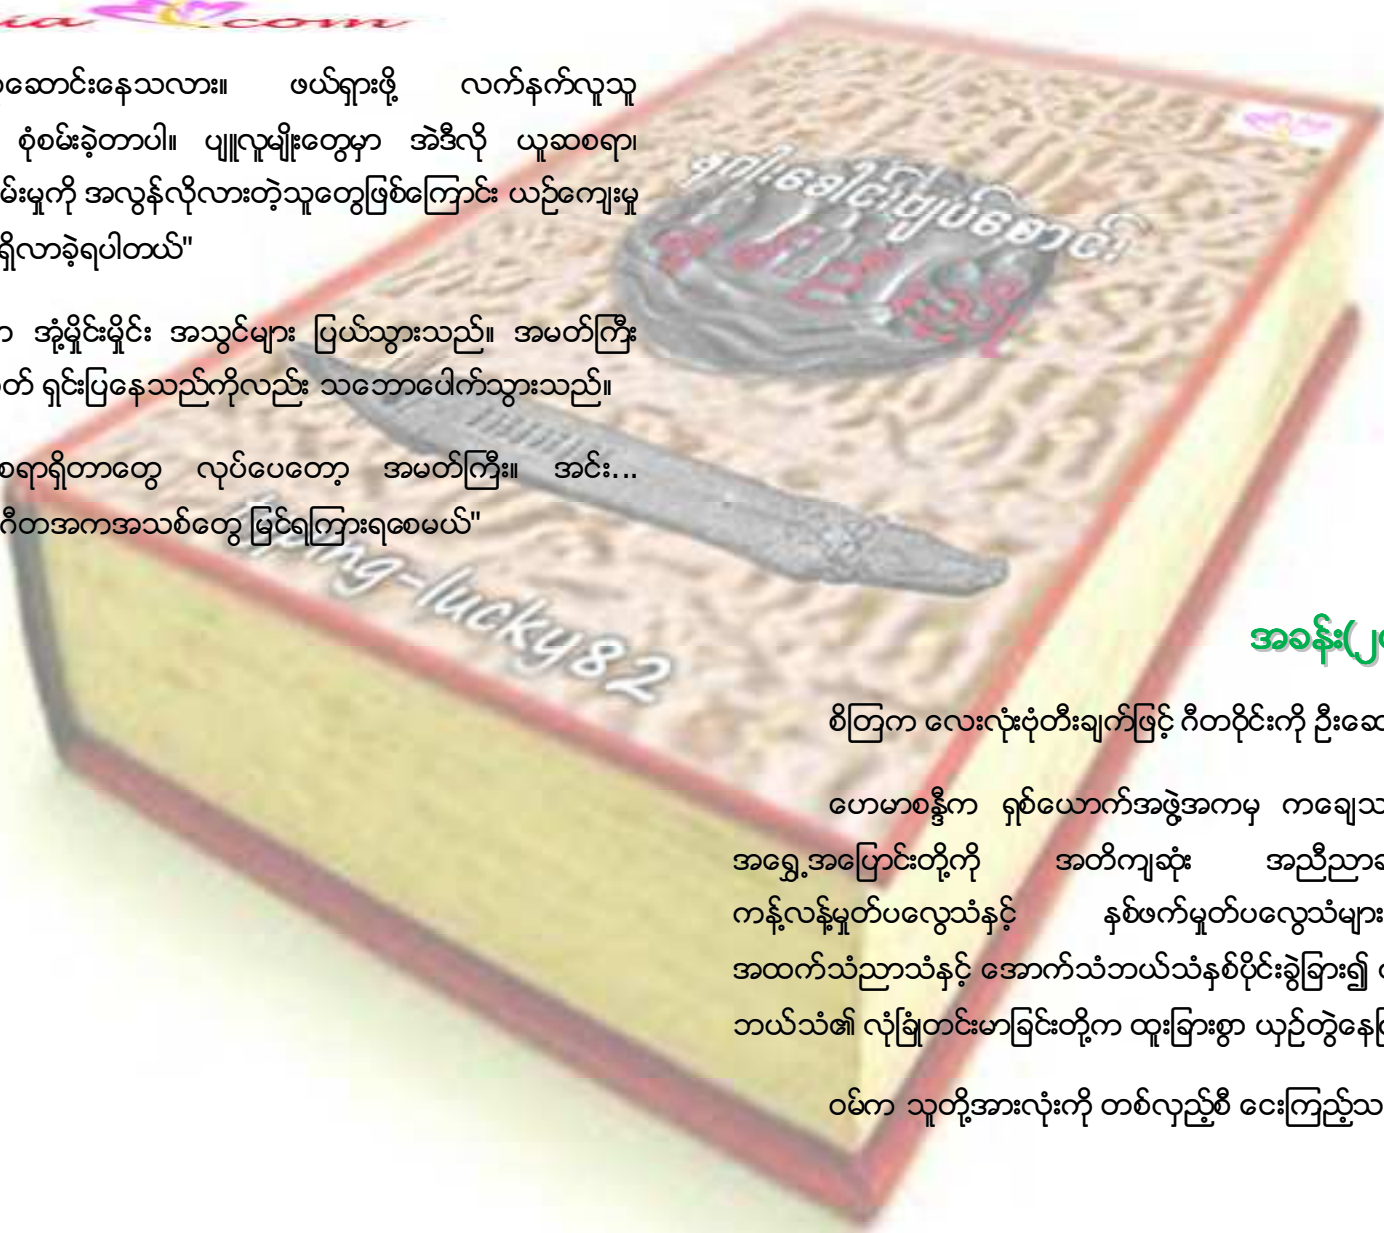 com
ဆောင်းနေသလား။ ဖယ်ရှားဖို့ လက်နက်လူသူ
စုံစမ်းခဲ့တာပါ။ ပျူလူမျိုးတွေမှာ အဲဒီလို ယူဆစရာ၊
မ်းမှုကို အလွန်လိုလားတဲ့သူတွေဖြစ်ကြောင်း ယဉ်ကျေးမှု
ရှိလာခဲ့ရပါတယ်"
အုံ့မှိုင်းမှိုင်း အသွင်များ ပြယ်သွားသည်။ အမတ်ကြီး
တ် ရှင်းပြနေသည်ကိုလည်း သဘောပေါက်သွားသည်။
စရာရှိတာတွေ လုပ်ပေတော့ အမတ်ကြီး။ အင်း...
ဂီတအကအသစ်တွေ မြင်ရကြားရစေမယ်"
lucky82
အခန်း(၂
စိတြက လေးလုံးဗုံတီးချက်ဖြင့် ဂီတဝိုင်းကို ဦးဆော
ဟေမာစန္ဒီက ရှစ်ယောက်အဖွဲ့အကမှ ကချေသ
အရွှေ့အပြောင်းတို့ကို အတိကျဆုံး အညီညာဆ
ကန့်လန့်မှုတ်ပလွေသံနှင့် နှစ်ဖက်မှုတ်ပလွေသံများ
အထက်သံညာသံနှင့် အောက်သံဘယ်သံနှစ်ပိုင်းခွဲခြား၍
ဘယ်သံ၏ လုံခြုံတင်းမာခြင်းတို့က ထူးခြားစွာ ယှဉ်တွဲနေ
ဝမ်က သူတို့အားလုံးကို တစ်လှည့်စီ ငေးကြည့်သ